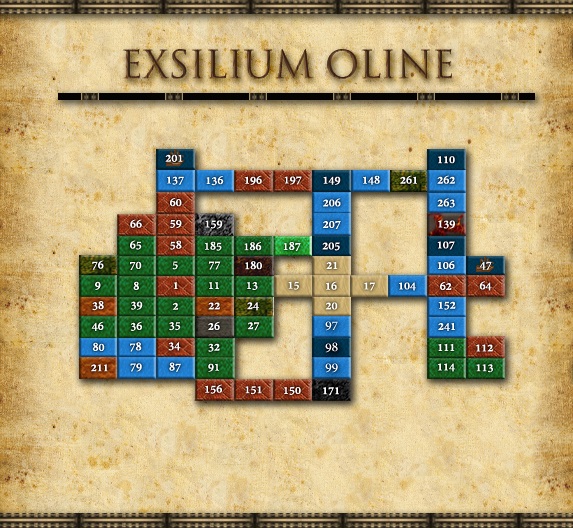 EXSILIUM OLINE
201 110
137 136 196 197 149 148 261 262
60 206 263
66 59 159 207 139
65 58 185 186 187 205 107
76 70 5 77 180 21 106 47
9 8 1 11 13 15 16 17 104 62 64
38 39 2 22 24 20 152
46 36 35 26 27 97 241
80 78 34 32 98 111 112
211 79 87 91 99 114 113
156 151 150 171